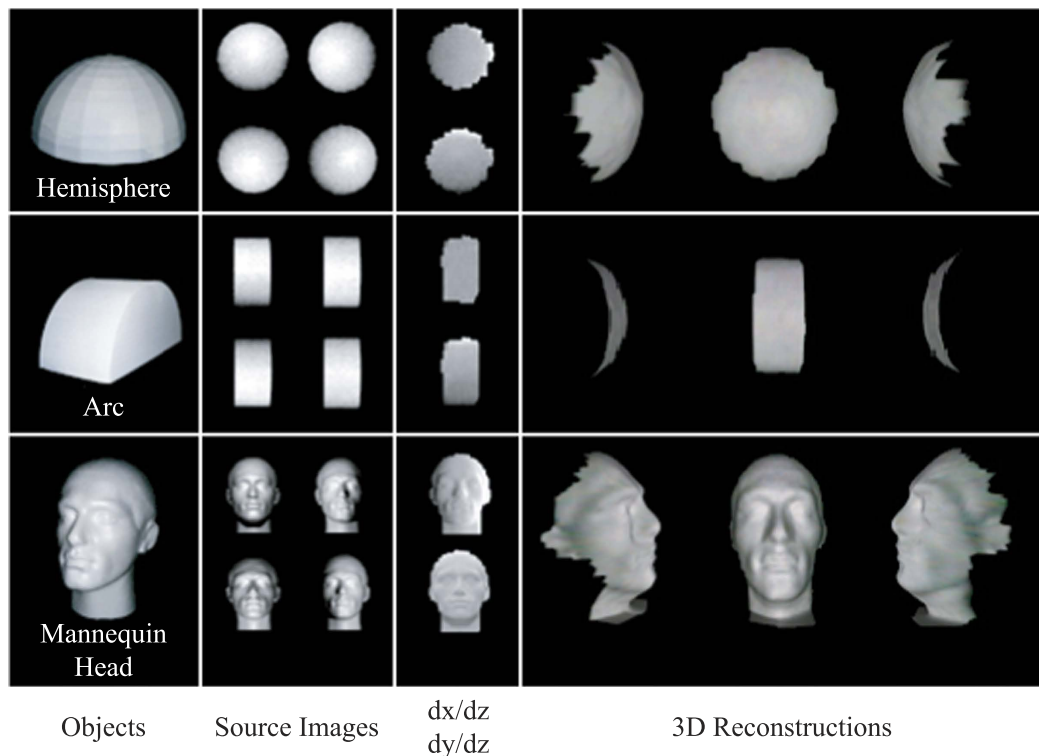 Hemisphere
Arc
Mannequin
Head
Objects
Source Images
dx/dz
dy/dz
3D Reconstructions